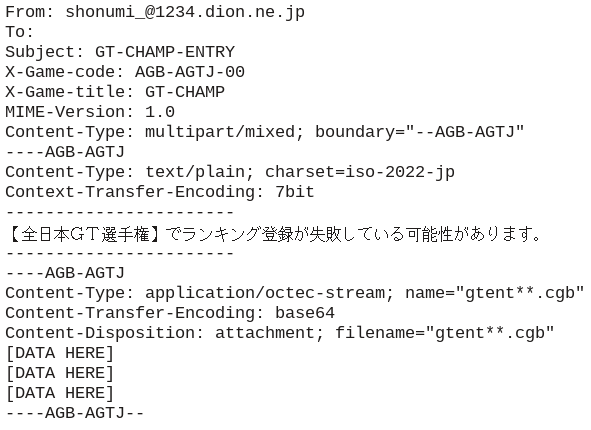 From: shonumi_@1234.dion.ne.jp
To:
Subject: GT-CHAMP-ENTRY
X-Game-code: AGB-AGTJ-00
X-Game-title: GT-CHAMP
MIME-Version: 1.0
Content-Type: multipart/mixed; boundary="--AGB-AGTJ"
----AGB-AGTJ
Content-Type: text/plain; charset=iso-2022-jp
Context-Transfer-Encoding: 7bit
-----------------------
【全日本ＧＴ選手権】でランキング登録が失敗している可能性があります。
-----------------------
----AGB-AGTJ
Content-Type: application/octec-stream; name="gtent**.cgb"
Content-Transfer-Encoding: base64
Content-Disposition: attachment; filename="gtent**.cgb"
[DATA HERE]
[DATA HERE]
[DATA HERE]
----AGB-AGTJ--